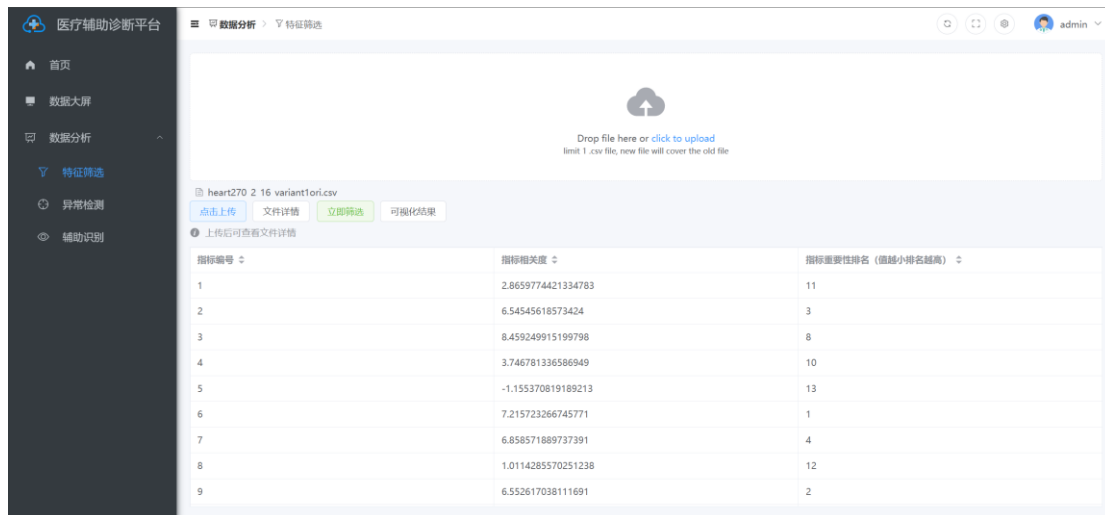 医疗辅助诊断平台
数据分析 > 特征筛选
admin
首页
数据大屏
数据分析
特征筛选
异常检测
辅助识别
Drop file here or click to upload
limit 1 .csv file, new file will cover the old file
heart270_2_16_variant1ori.csv
点击上传 文件详情 立即筛选 可视化结果
上传后可查看文件详情
指标编号 指标相关度 指标重要性排名（值越小排名越高）
1 2.8659774421334783 11
2 6.54545618573424 3
3 8.459249915199798 8
4 3.746781336586949 10
5 -1.155370819189213 13
6 7.215723266745771 1
7 6.858571889737391 4
8 1.0114285570251238 12
9 6.552617038111691 2